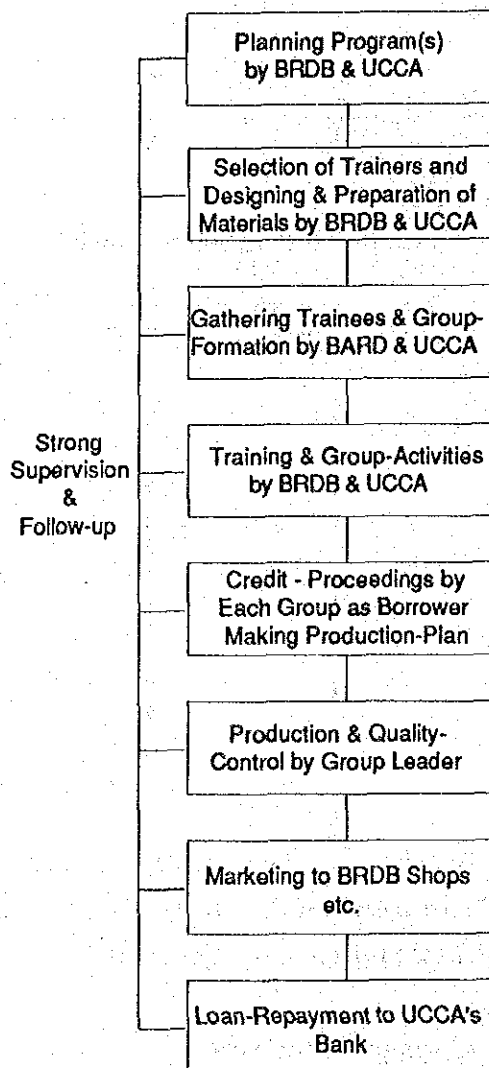 Planning Program(s)
by BRDB & UCCA
Selection of Trainers and
Designing & Preparation of
Materials by BRDB & UCCA
Gathering Trainees & Group-
Formation by BARD & UCCA
Strong
Supervision
&
Follow-up
Training & Group-Activities
by BRDB & UCCA
Credit - Proceedings by
Each Group as Borrower
Making Production-Plan
Production & Quality-
Control by Group Leader
Marketing to BRDB Shops
etc.
Loan-Repayment to UCCA's
Bank